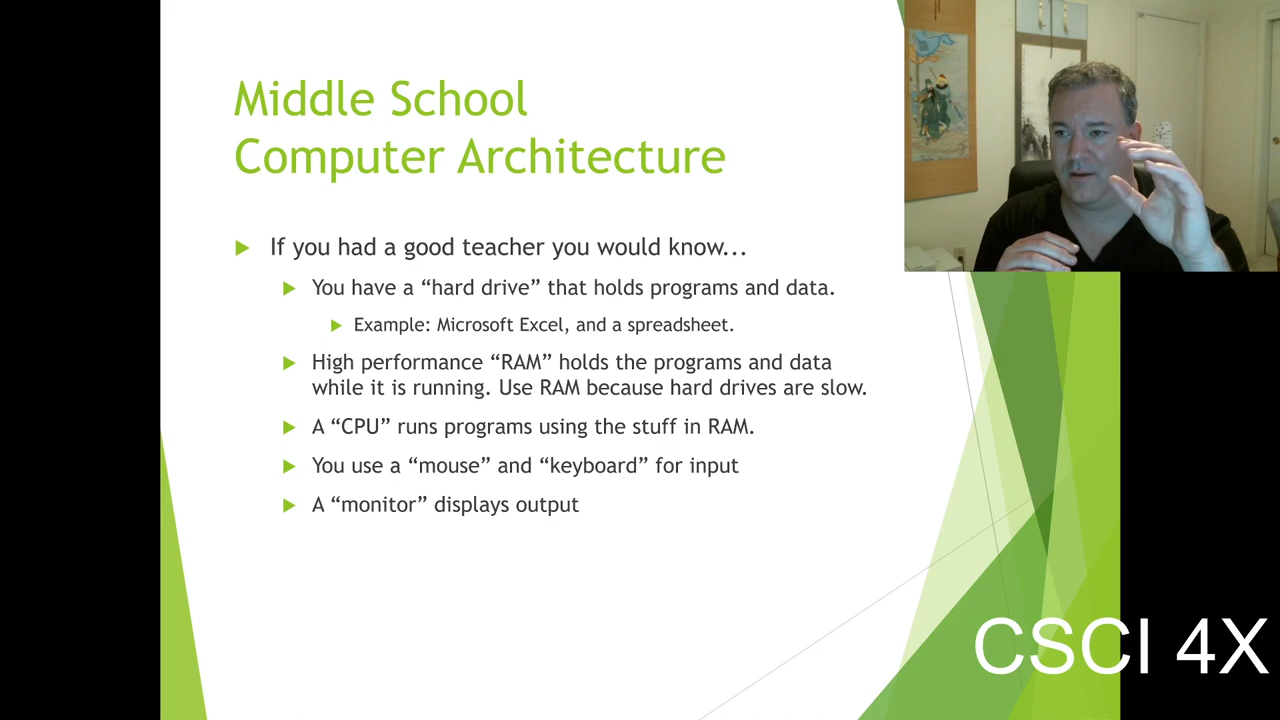 Middle School
Computer Architecture
If you had a good teacher you would know...
You have a “hard drive” that holds programs and data.
Example: Microsoft Excel, and a spreadsheet.
High performance “RAM” holds the programs and data
while it is running. Use RAM because hard drives are slow.
A “CPU” runs programs using the stuff in RAM.
You use a “mouse” and “keyboard” for input
A “monitor” displays output
CSCI 4X